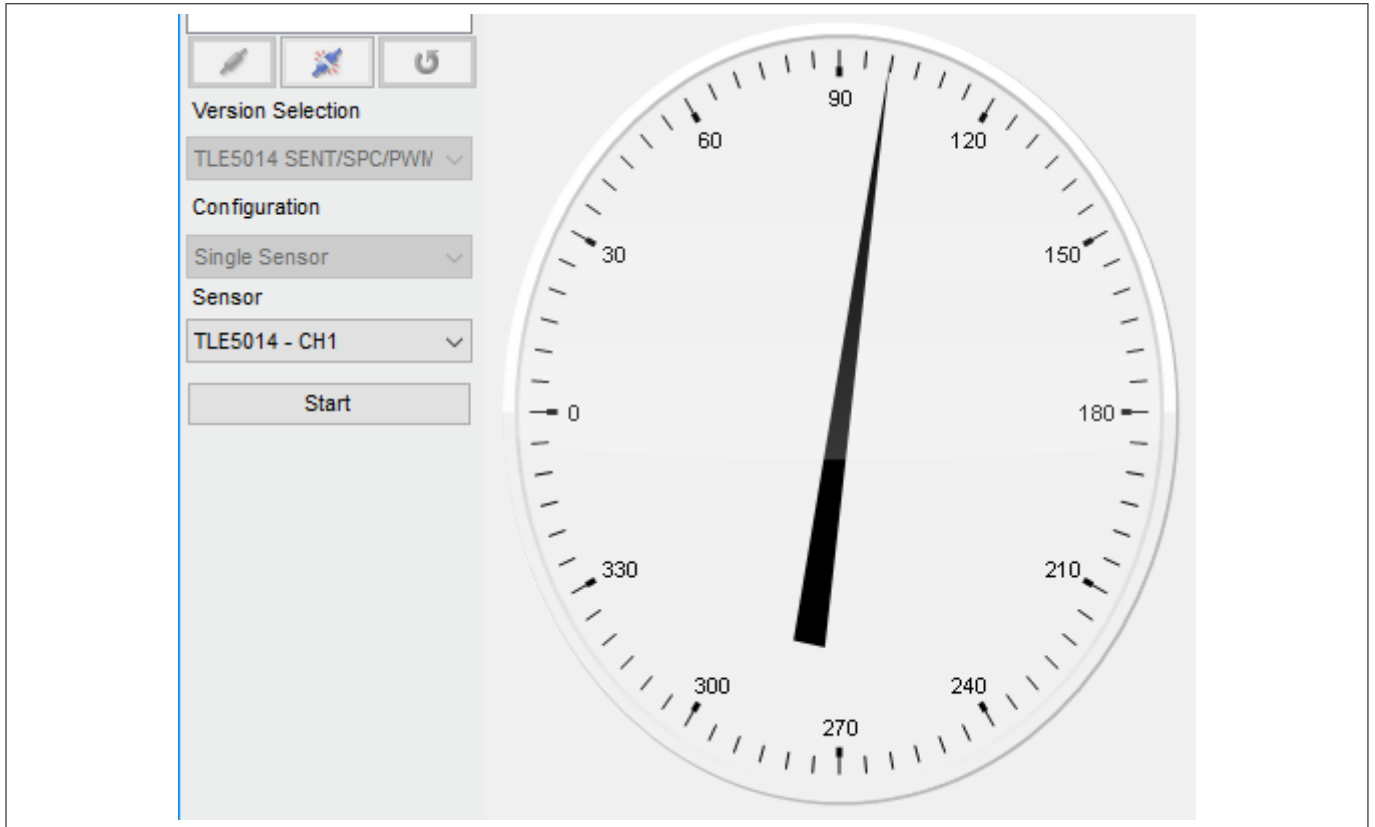 Version Selection
TLE5014 SENT/SPC/PWM
Configuration
Single Sensor
Sensor
TLE5014 - CH1
Start
90
60
120
30
150
0
180
330
210
300
240
270